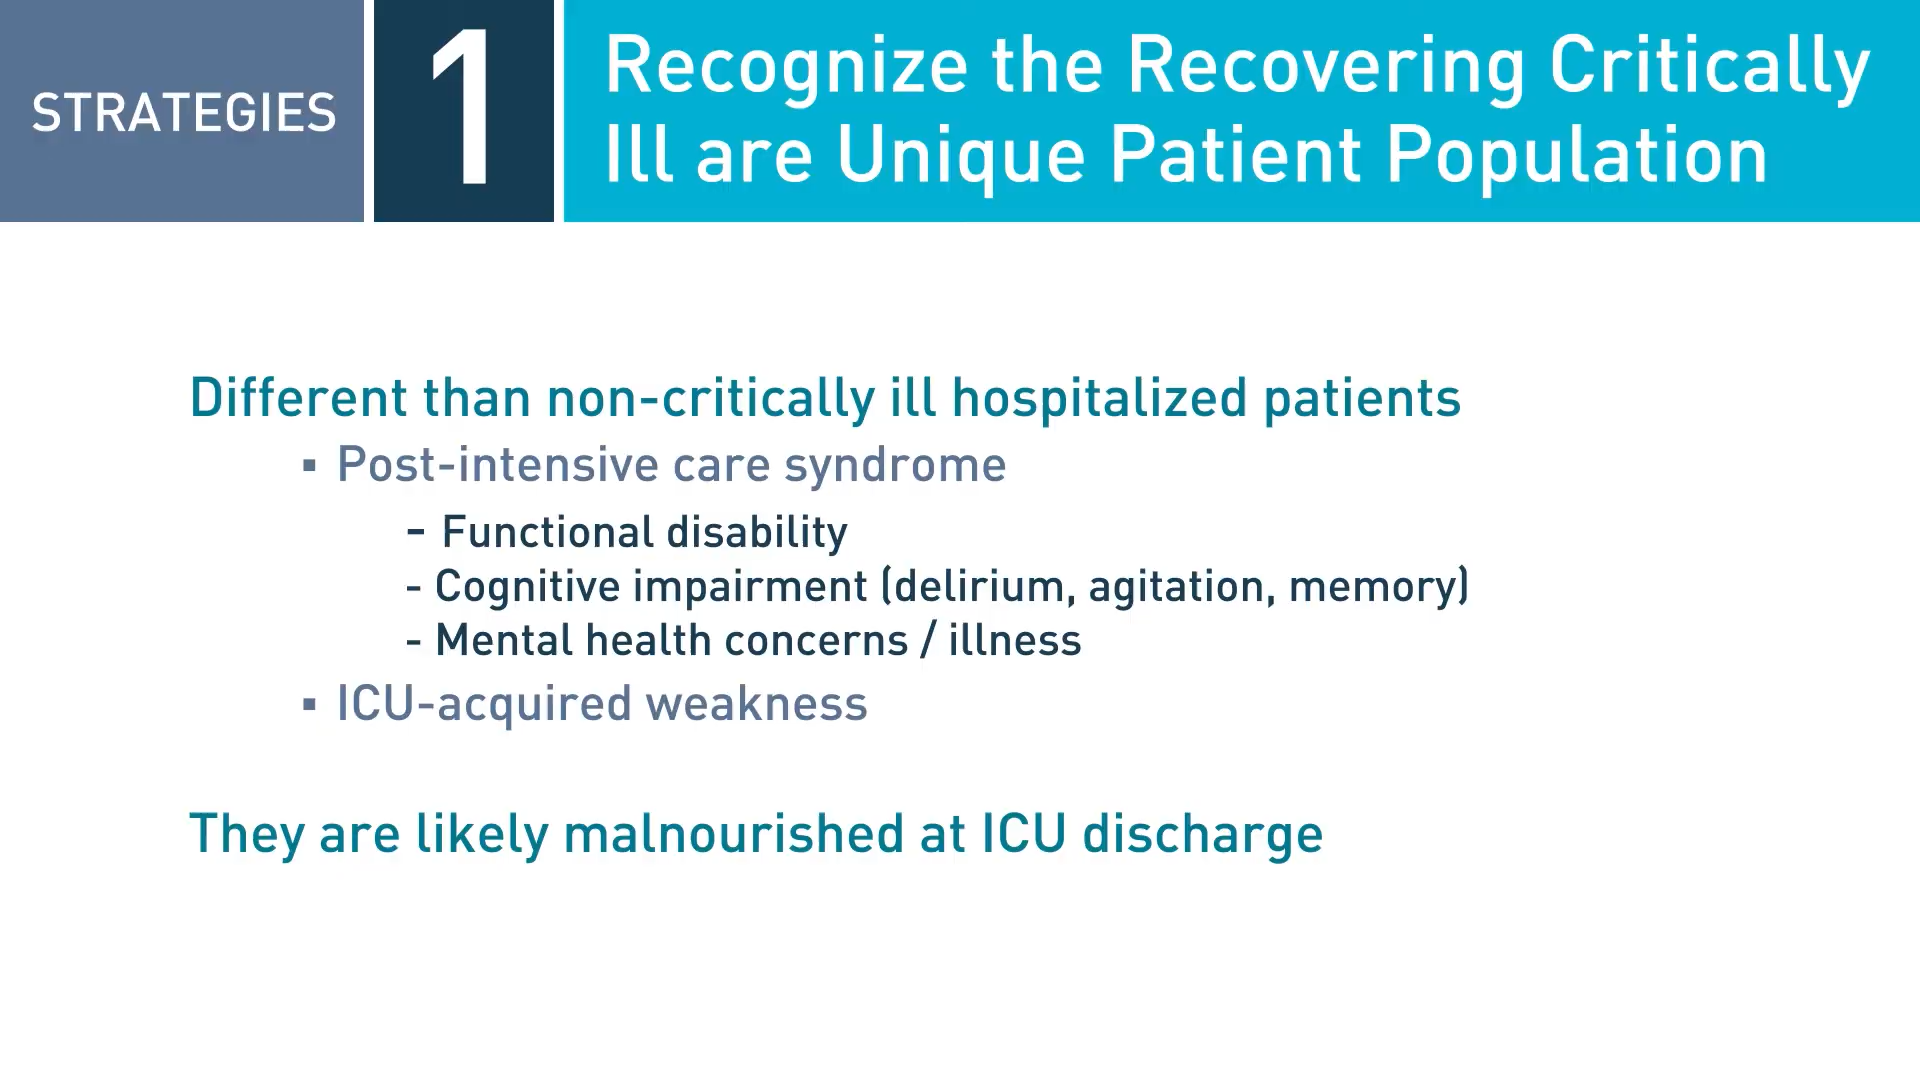 STRATEGIES
1
Recognize the Recovering Critically
Ill are Unique Patient Population
Different than non-critically ill hospitalized patients
▪ Post-intensive care syndrome
- Functional disability
- Cognitive impairment (delirium, agitation, memory)
- Mental health concerns / illness
▪ ICU-acquired weakness
They are likely malnourished at ICU discharge